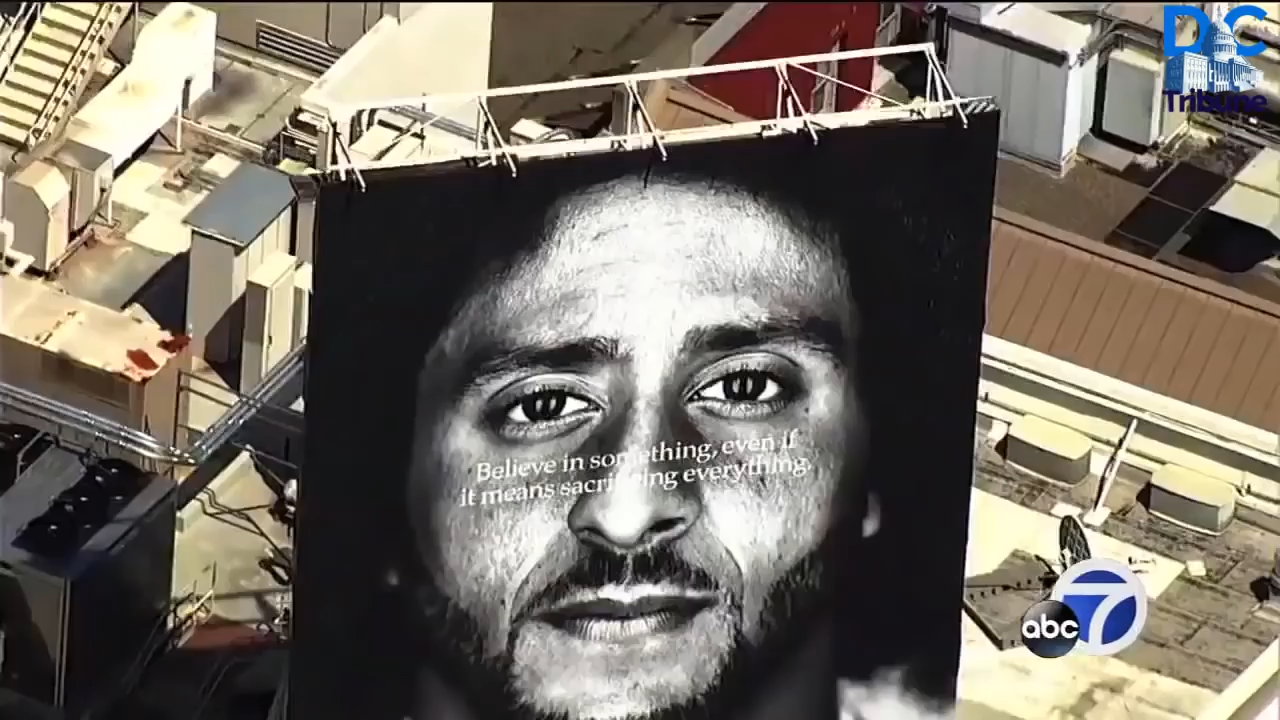 DC
Tribune
Believe in something, even if
it means sacrificing everything.
abc 7